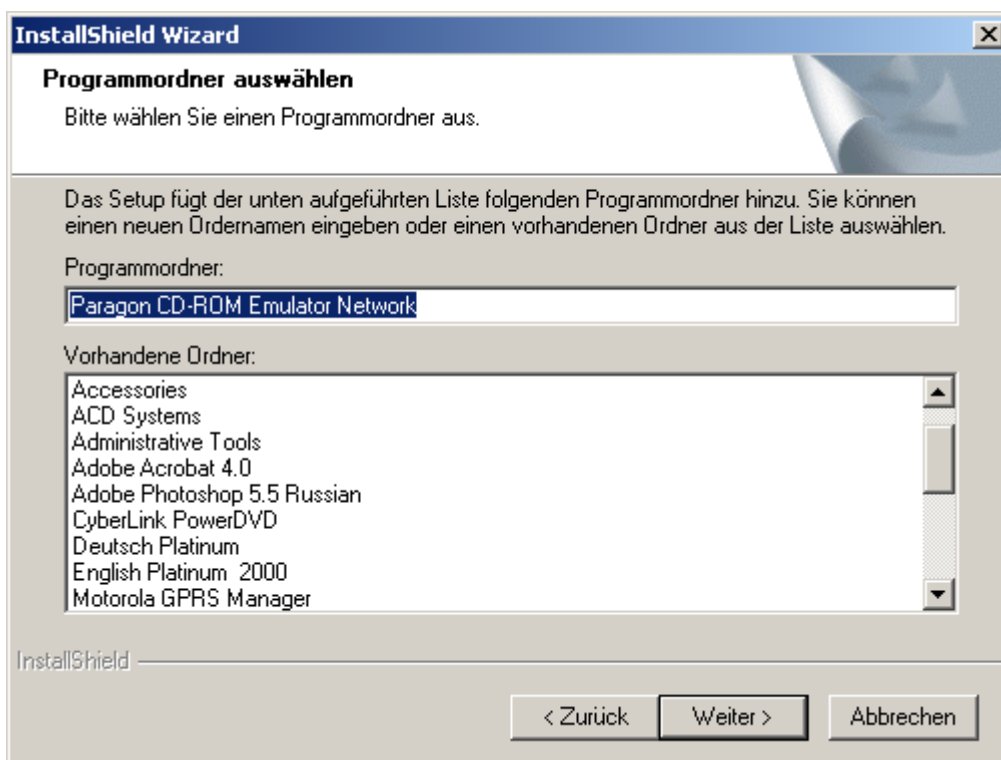 InstallShield Wizard
Programmordner auswählen
Bitte wählen Sie einen Programmordner aus.
Das Setup fügt der unten aufgeführten Liste folgenden Programmordner hinzu. Sie können
einen neuen Ordernamen eingeben oder einen vorhandenen Ordner aus der Liste auswählen.
Programmordner:
Paragon CD-ROM Emulator Network
Vorhandene Ordner:
Accessories
ACD Systems
Administrative Tools
Adobe Acrobat 4.0
Adobe Photoshop 5.5 Russian
CyberLink PowerDVD
Deutsch Platinum
English Platinum  2000
Motorola GPRS Manager
InstallShield
< Zurück
Weiter >
Abbrechen